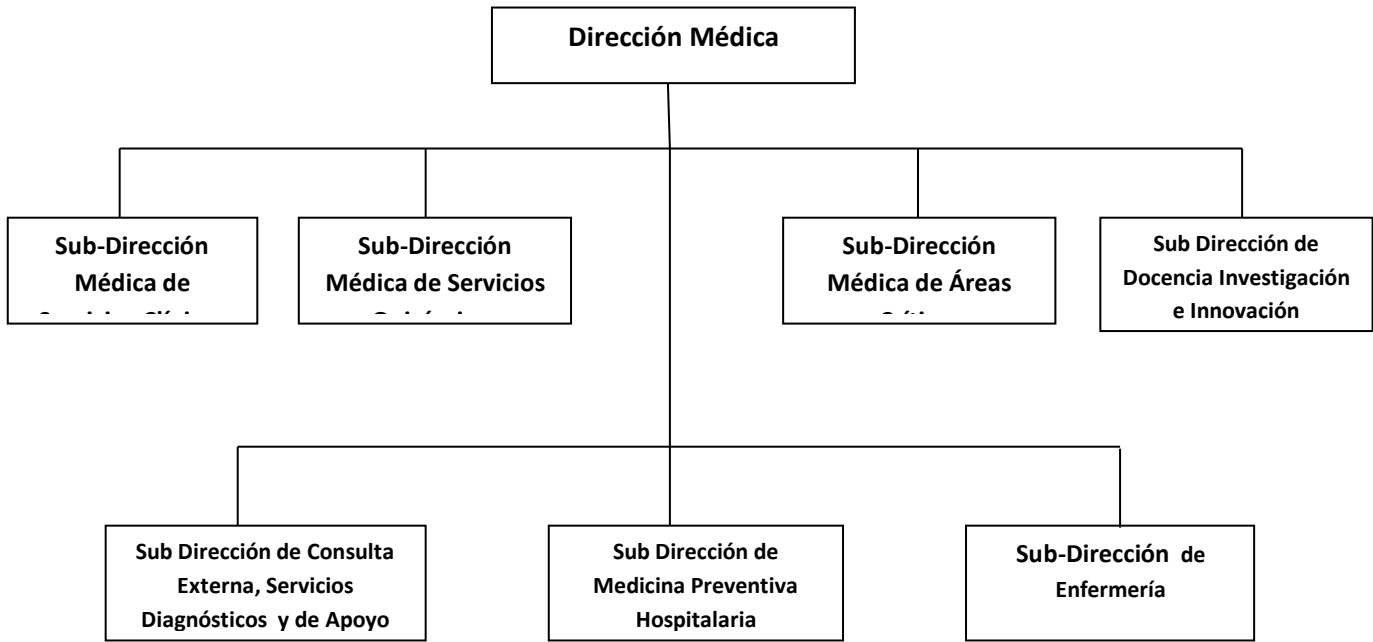 Dirección Médica
Sub-Dirección
Médica de
Sub-Dirección
Médica de Servicios
Sub-Dirección
Médica de Áreas
Sub Dirección de
Docencia Investigación
e Innovación
Sub Dirección de Consulta
Externa, Servicios
Diagnósticos y de Apoyo
Sub Dirección de
Medicina Preventiva
Hospitalaria
Sub-Dirección de
Enfermería